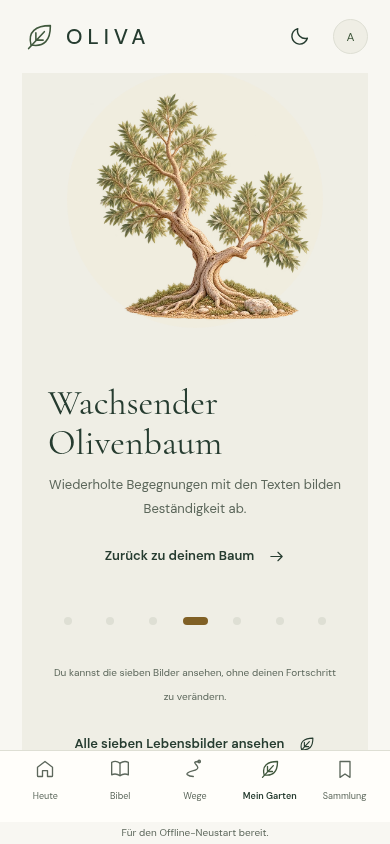 OLIVA
A
Wachsender
Olivenbaum
Wiederholte Begegnungen mit den Texten bilden
Beständigkeit ab.
Zurück zu deinem Baum
Du kannst die sieben Bilder ansehen, ohne deinen Fortschritt
zu verändern.
Alle sieben Lebensbilder ansehen
Heute
Bibel
Wege
Mein Garten
Sammlung
Für den Offline-Neustart bereit.